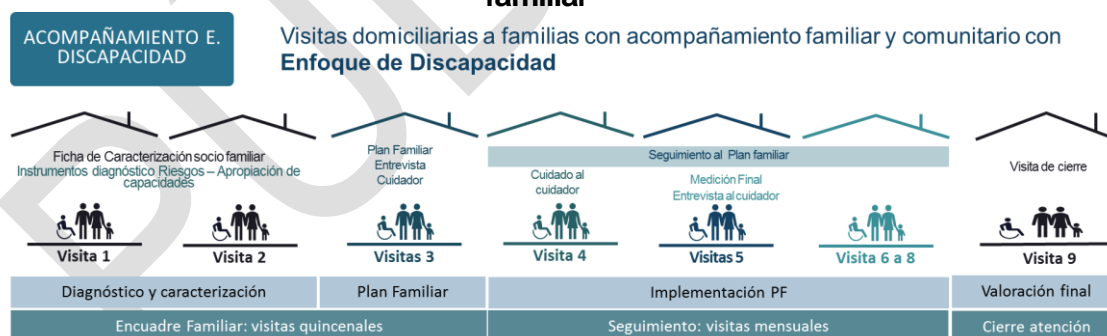 familiar
ACOMPAÑAMIENTO E.
DISCAPACIDAD
Visitas domiciliarias a familias con acompañamiento familiar y comunitario con
Enfoque de Discapacidad
Ficha de Caracterización socio familiar
Instrumentos diagnóstico Riesgos – Apropiación de
capacidades
Plan Familiar
Entrevista
Cuidador
Seguimiento al Plan familiar
Cuidado al
cuidador
Medición Final
Entrevista al cuidador
Visita de cierre
Visita 1
Visita 2
Visitas 3
Visita 4
Visitas 5
Visita 6 a 8
Visita 9
Diagnóstico y caracterización
Plan Familiar
Implementación PF
Valoración final
Encuadre Familiar: visitas quincenales
Seguimiento: visitas mensuales
Cierre atención